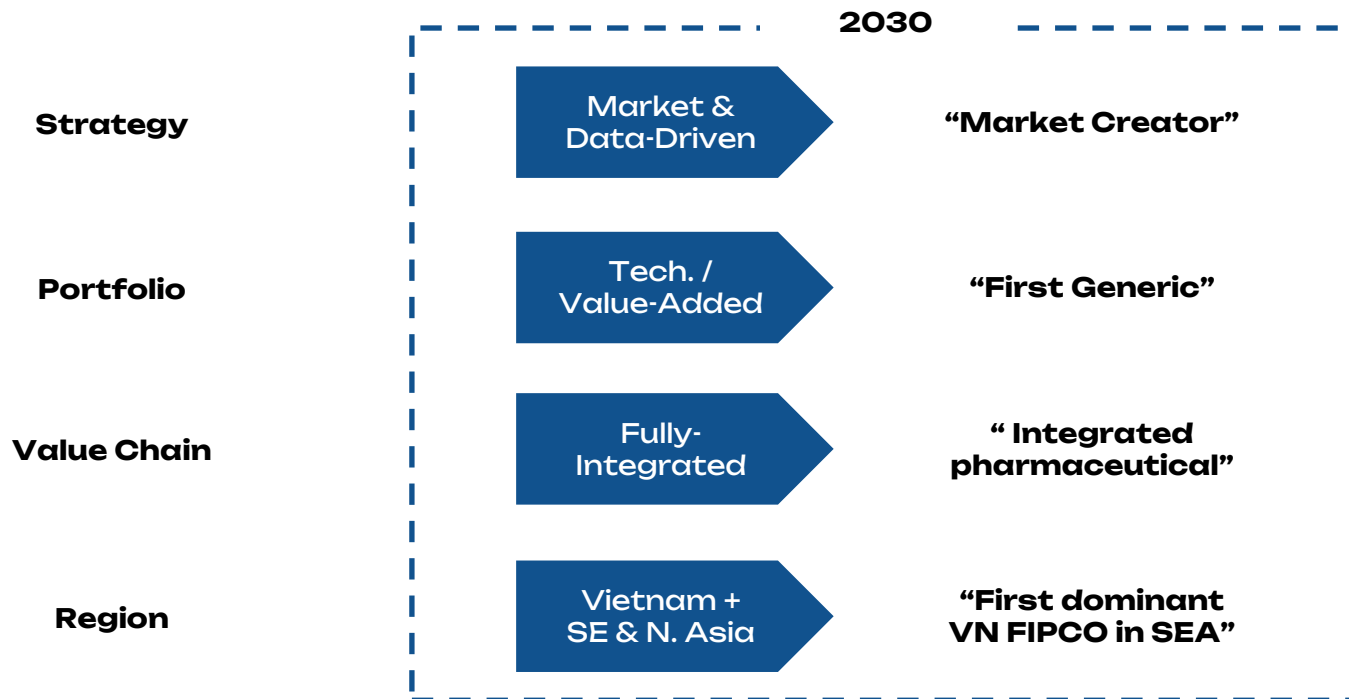 2030
Strategy
Market &
Data-Driven
“Market Creator”
Portfolio
Tech. /
Value-Added
“First Generic”
Value Chain
Fully-
Integrated
“ Integrated
pharmaceutical”
Region
Vietnam +
SE & N. Asia
“First dominant
VN FIPCO in SEA”